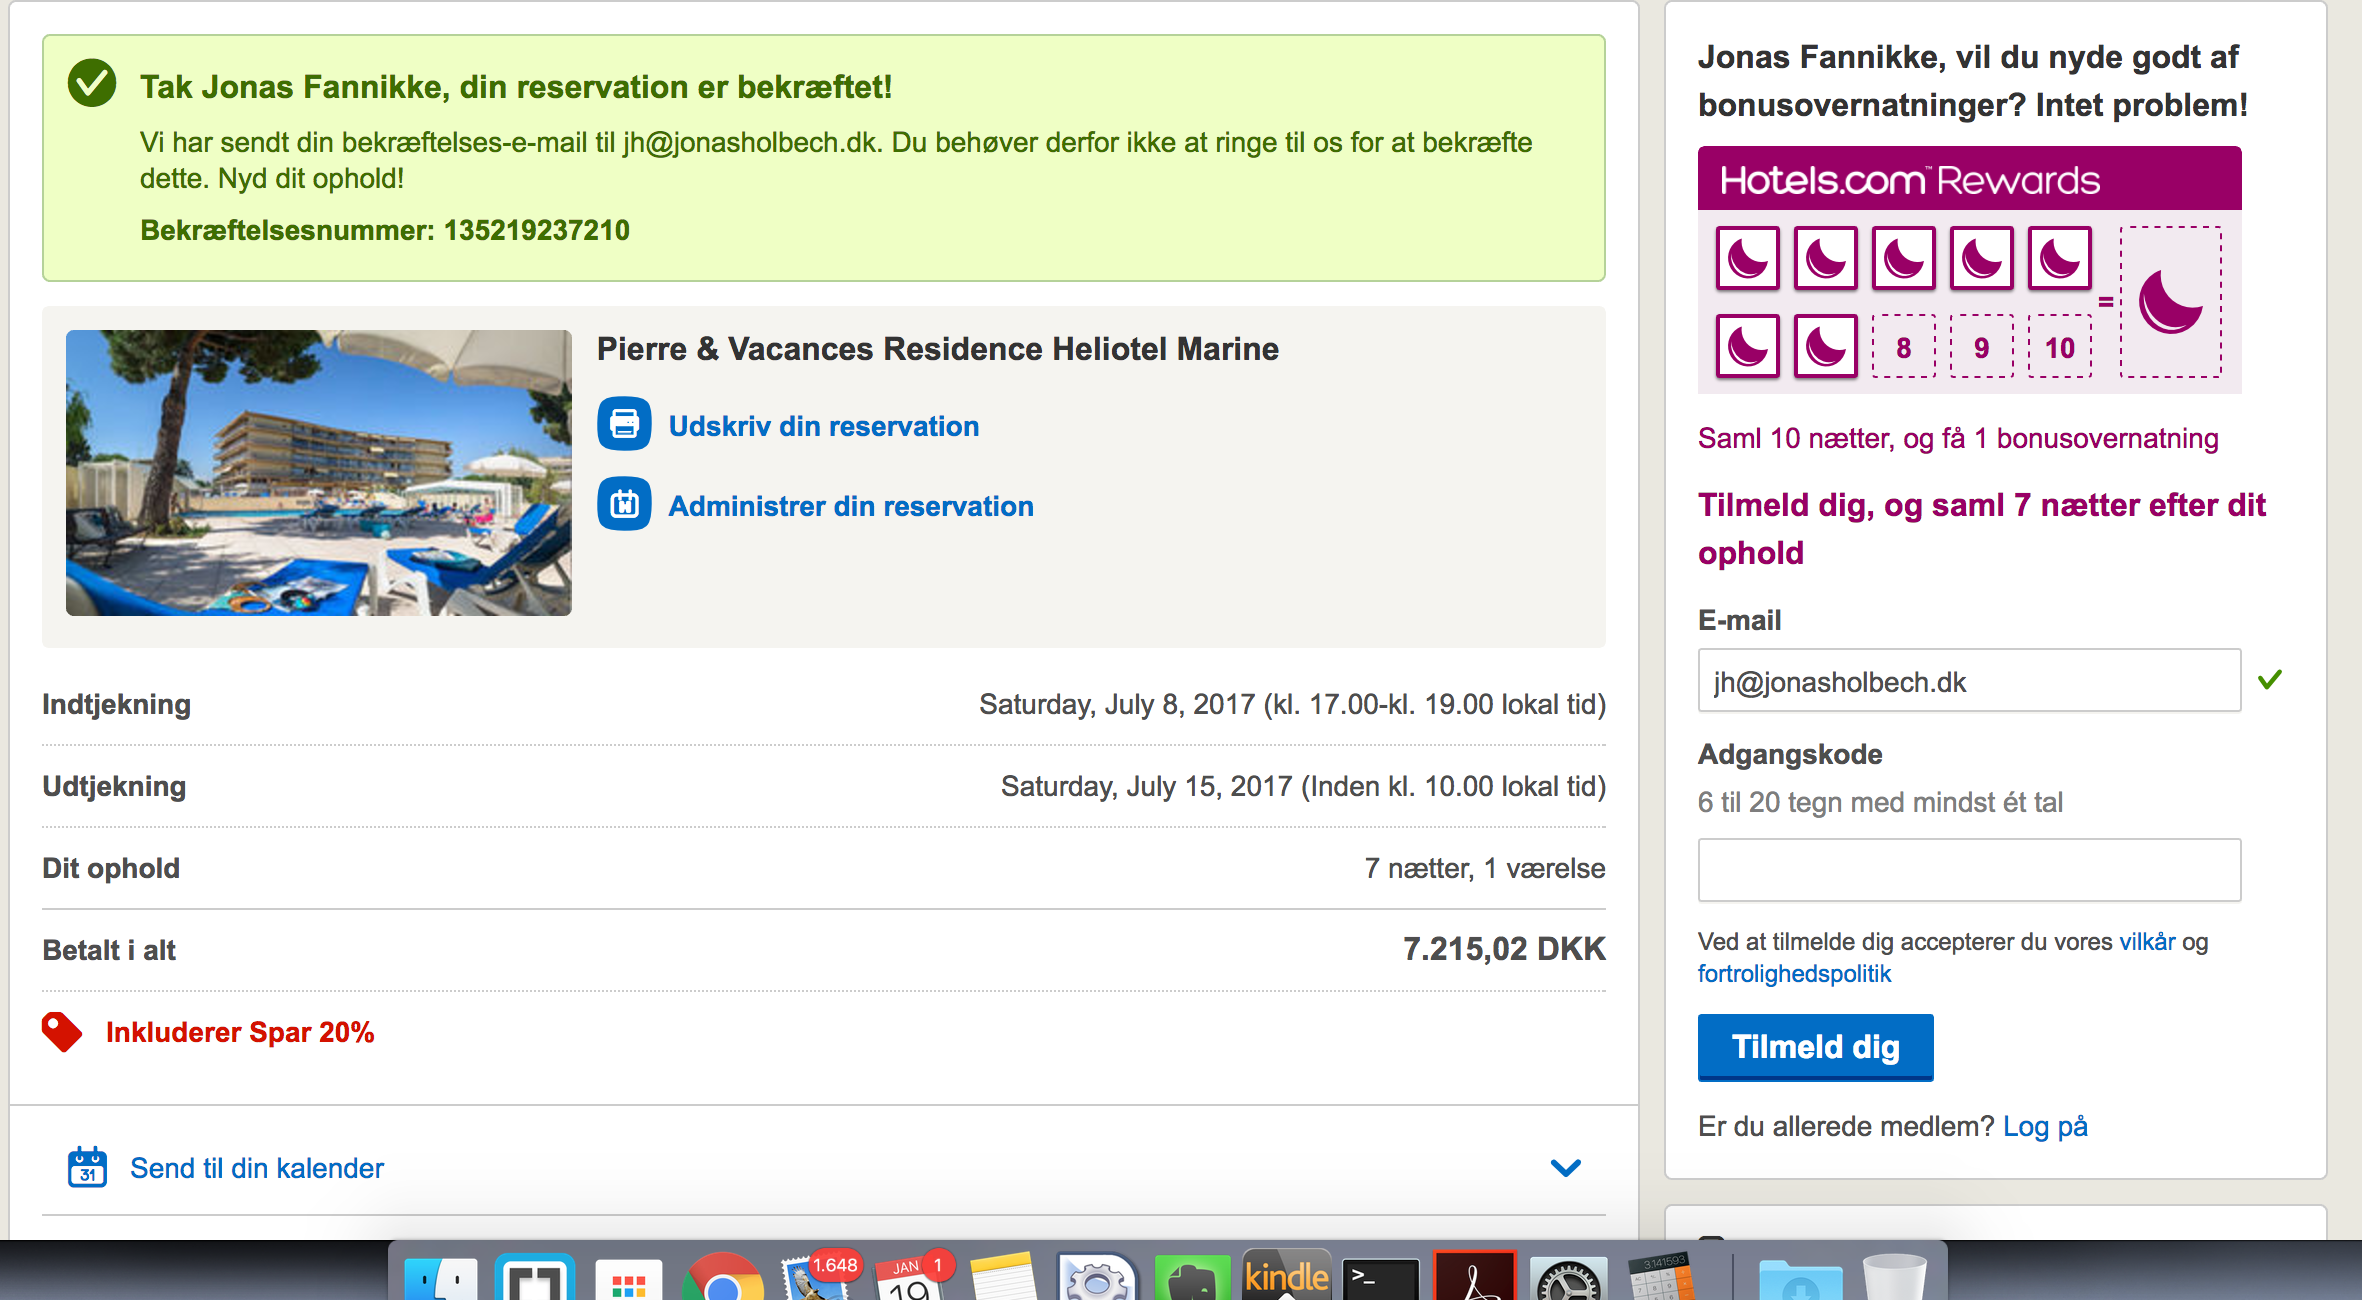 Tak Jonas Fannikke, din reservation er bekræftet!
Vi har sendt din bekræftelses-e-mail til jh@jonasholbech.dk. Du behøver derfor ikke at ringe til os for at bekræfte
dette. Nyd dit ophold!
Bekræftelsesnummer: 135219237210
Pierre & Vacances Residence Heliotel Marine
Udskriv din reservation
Administrer din reservation
Indtjekning
Saturday, July 8, 2017 (kl. 17.00-kl. 19.00 lokal tid)
Udtjekning
Saturday, July 15, 2017 (Inden kl. 10.00 lokal tid)
Dit ophold
7 nætter, 1 værelse
Betalt i alt
7.215,02 DKK
Inkluderer Spar 20%
31
Send til din kalender
Jonas Fannikke, vil du nyde godt af
bonusovernatninger? Intet problem!
Hotels.com™ Rewards
=
8 9 10
Saml 10 nætter, og få 1 bonusovernatning
Tilmeld dig, og saml 7 nætter efter dit
ophold
E-mail
jh@jonasholbech.dk
Adgangskode
6 til 20 tegn med mindst ét tal
Ved at tilmelde dig accepterer du vores vilkår og
fortrolighedspolitik
Tilmeld dig
Er du allerede medlem? Log på
1.648
JAN
1
19
kindle
>_
3.141593